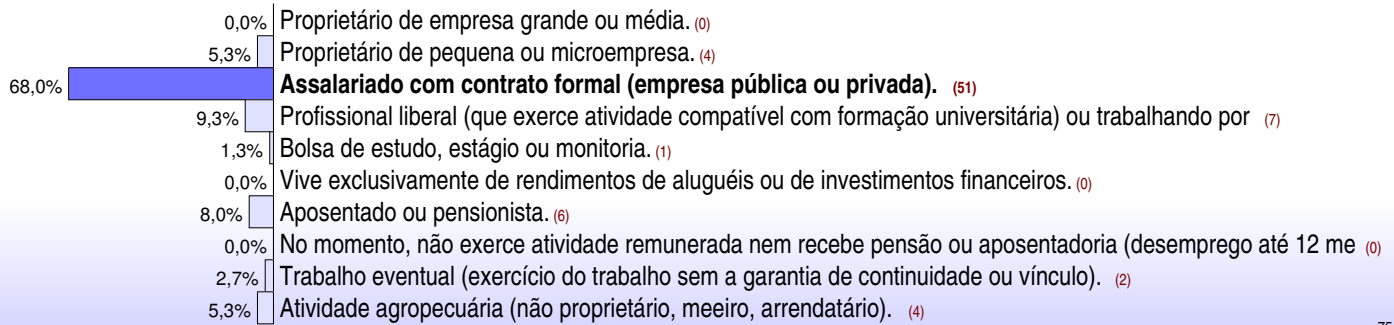 0,0% Proprietário de empresa grande ou média. (0)
5,3% Proprietário de pequena ou microempresa. (4)
68,0% Assalariado com contrato formal (empresa pública ou privada). (51)
9,3% Profissional liberal (que exerce atividade compatível com formação universitária) ou trabalhando por (7)
1,3% Bolsa de estudo, estágio ou monitoria. (1)
0,0% Vive exclusivamente de rendimentos de aluguéis ou de investimentos financeiros. (0)
8,0% Aposentado ou pensionista. (6)
0,0% No momento, não exerce atividade remunerada nem recebe pensão ou aposentadoria (desemprego até 12 me (0)
2,7% Trabalho eventual (exercício do trabalho sem a garantia de continuidade ou vínculo). (2)
5,3% Atividade agropecuária (não proprietário, meeiro, arrendatário). (4)